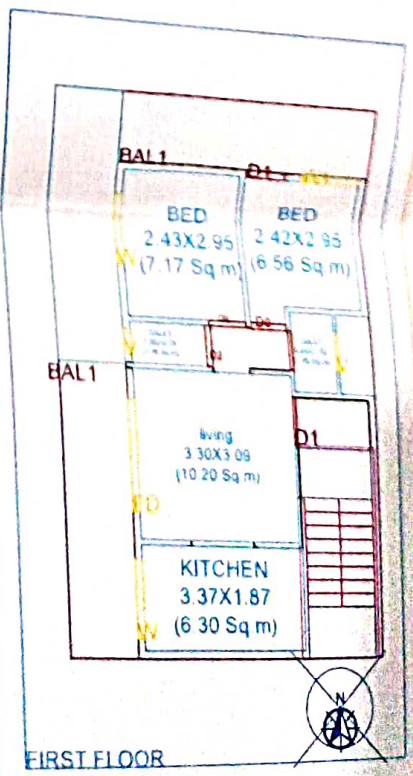 BAL1
D1
BED
2.43X2.95
(7.17 Sq m)
BED
2.42X2.95
(6.56 Sq m)
W
BAL1
living
3.30X3.09
(10.20 Sq m)
D1
FD
KITCHEN
3.37X1.87
(6.30 Sq m)
W
N
FIRST FLOOR